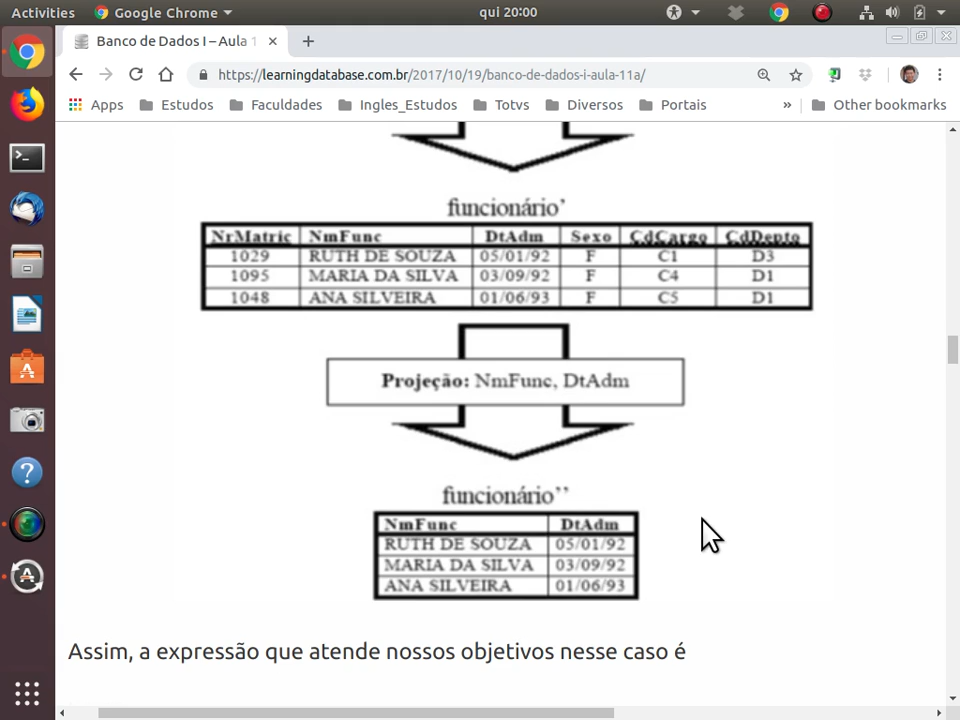 Activities Google Chrome qui 20:00
Banco de Dados I – Aula 1
https://learningdatabase.com.br/2017/10/19/banco-de-dados-i-aula-11a/
Apps Estudos Faculdades Ingles_Estudos Totvs Diversos Portais » Other bookmarks
funcionário’
NrMatric NmFunc DtAdm Sexo CdCargo CdDepto
1029 RUTH DE SOUZA 05/01/92 F C1 D3
1095 MARIA DA SILVA 03/09/92 F C4 D1
1048 ANA SILVEIRA 01/06/93 F C5 D1
Projeção: NmFunc, DtAdm
funcionário’’
NmFunc DtAdm
RUTH DE SOUZA 05/01/92
MARIA DA SILVA 03/09/92
ANA SILVEIRA 01/06/93
Assim, a expressão que atende nossos objetivos nesse caso é